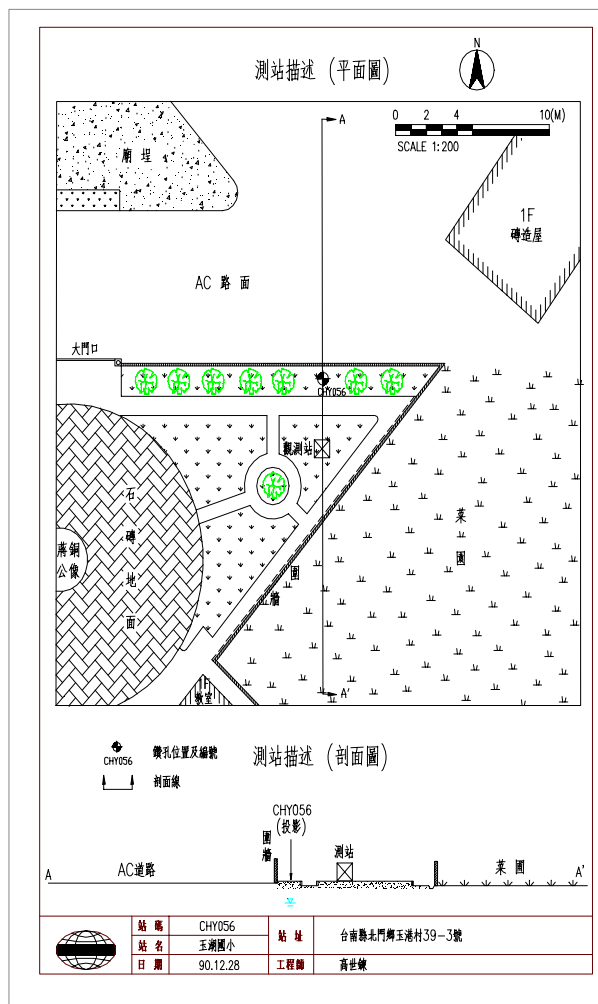 測站描述 (平面圖)
N
A
0 2 4 10(M)
SCALE 1:200
廟埕
1F
磚造屋
AC 路面
大門口
CHY056
觀測站
石磚地面
菜園
蔣公銅像
圍牆
教室
A'
CHY056
鑽孔位置及編號
測站描述 (剖面圖)
剖面線
CHY056
(投影)
圍牆
測站
A
AC道路
菜園
A'
站碼 CHY056 站址 台南縣北門鄉玉港村39-3號
站名 玉湖國小
日期 90.12.28 工程師 高世鍊